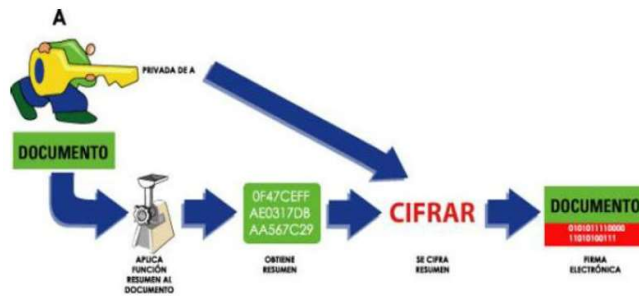 A
PRIVADA DE A
DOCUMENTO
0F47CEFF
AE0317DB
AA567C29
CIFRAR
DOCUMENTO
0101011110000
11010100111
APLICA
FUNCIÓN
RESUMEN AL
DOCUMENTO
OBTIENE
RESUMEN
SE CIFRA
RESUMEN
FIRMA
ELECTRÓNICA